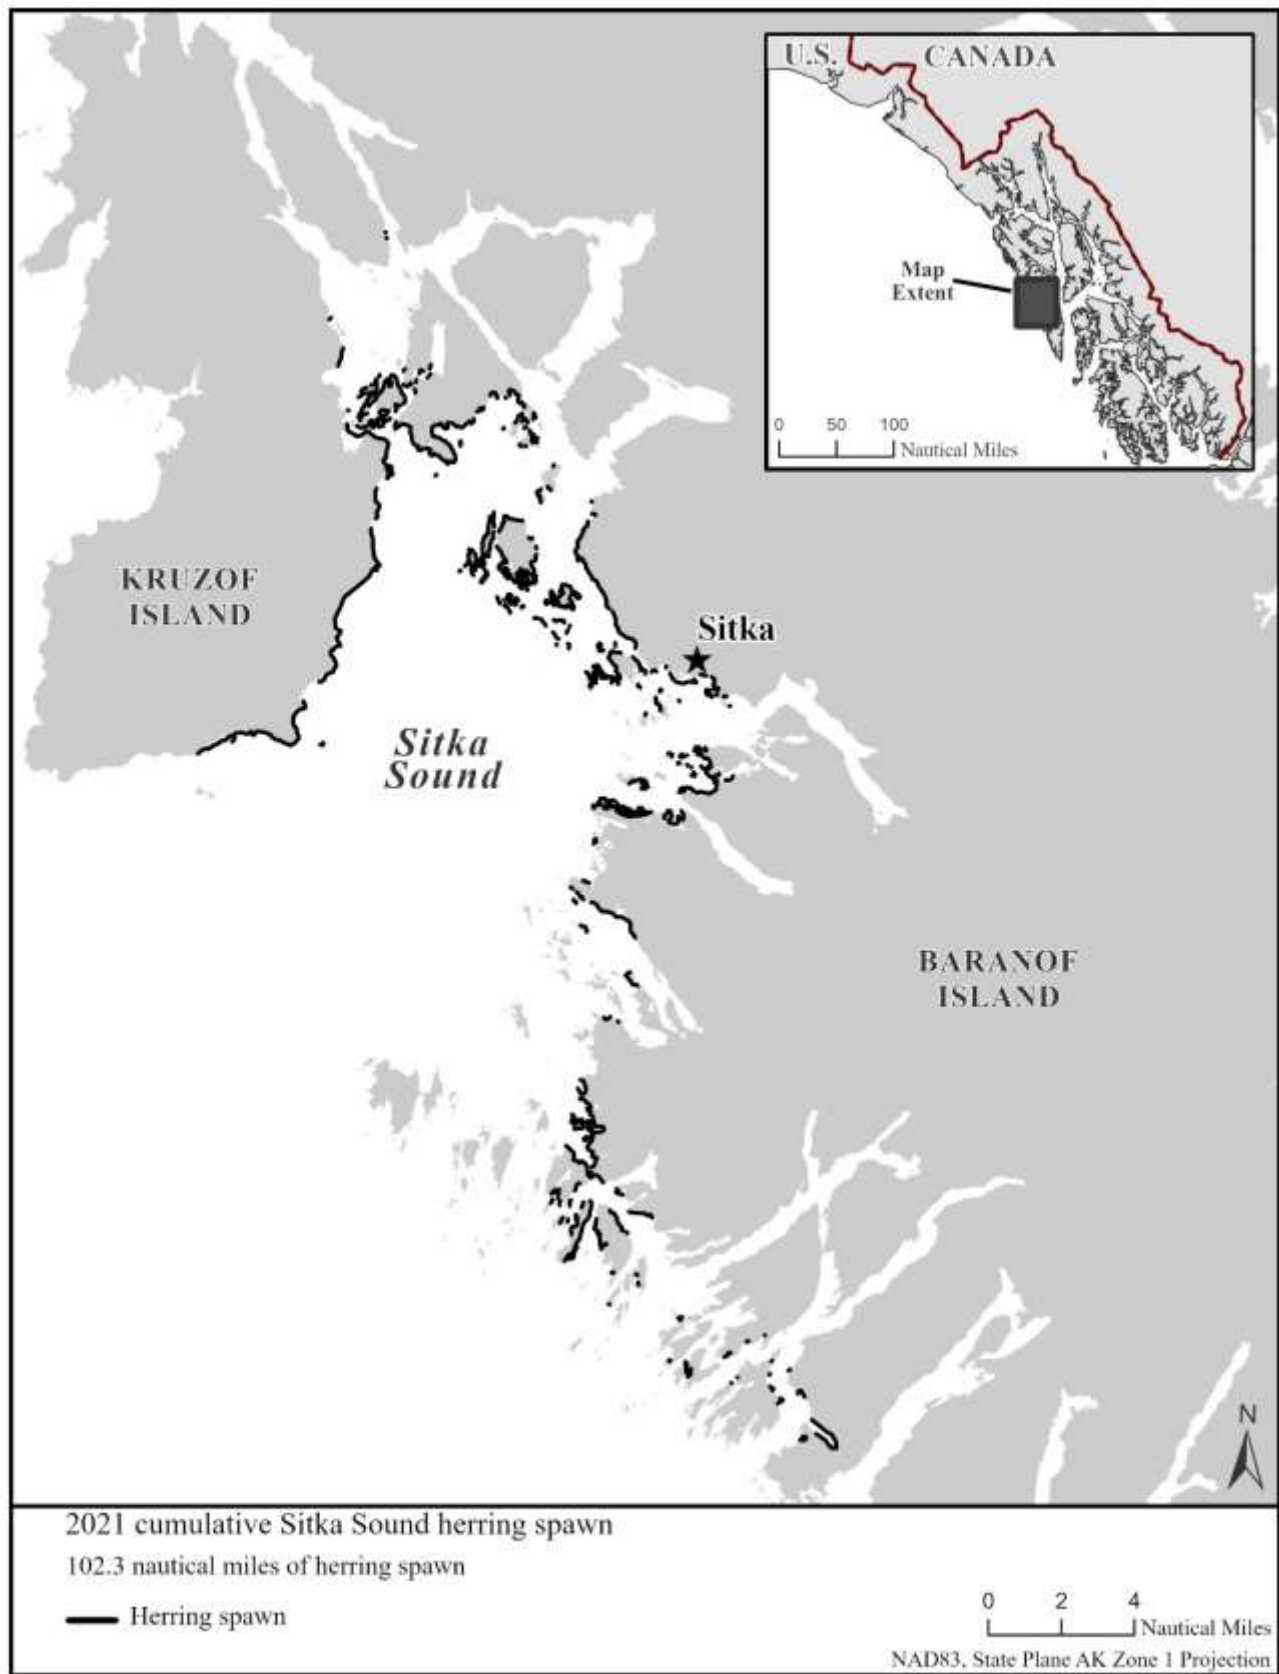 U.S. CANADA
Map
Extent
0 50 100
Nautical Miles
KRUZOF
ISLAND
Sitka
Sitka
Sound
BARANOF
ISLAND
N
2021 cumulative Sitka Sound herring spawn
102.3 nautical miles of herring spawn
Herring spawn
0 2 4
Nautical Miles
NAD83, State Plane AK Zone 1 Projection